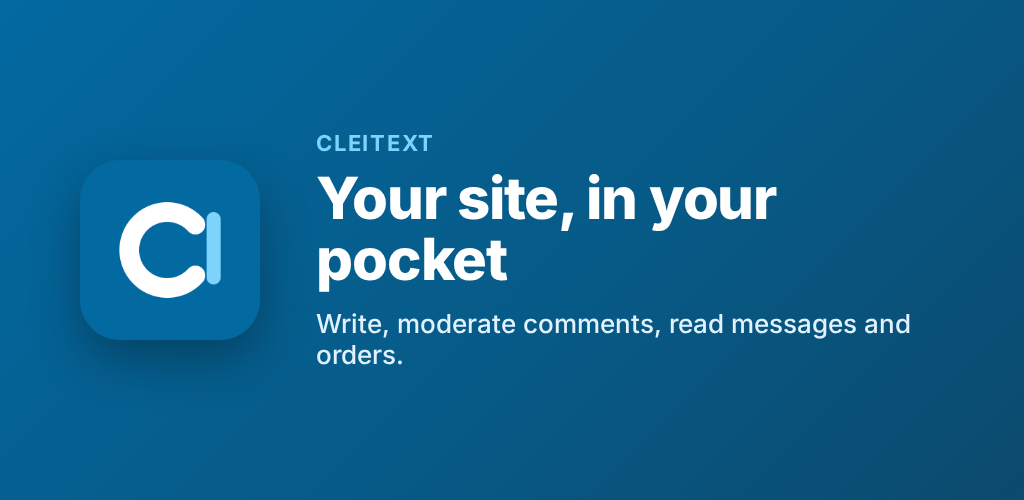 CLEITEXT
Your site, in your
pocket
Write, moderate comments, read messages and
orders.